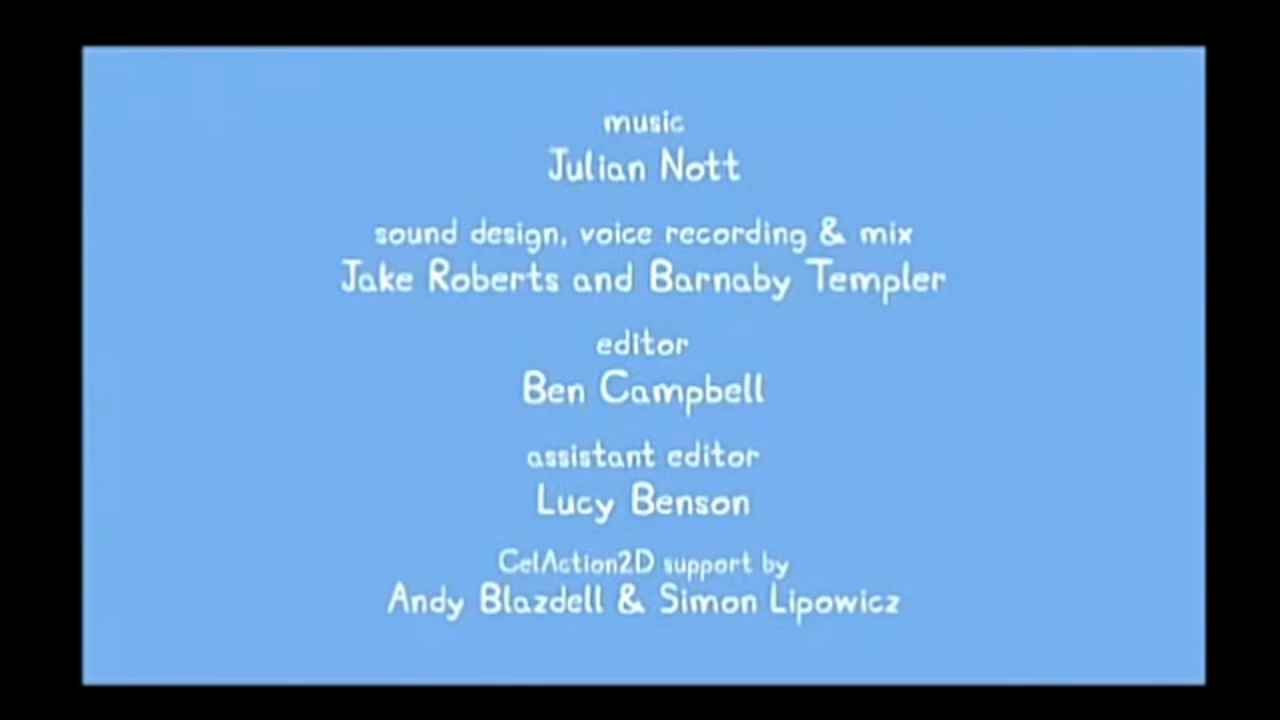 music
Julian Nott
sound design, voice recording & mix
Jake Roberts and Barnaby Templer
editor
Ben Campbell
assistant editor
Lucy Benson
CelAction2D support by
Andy Blazdell & Simon Lipowicz